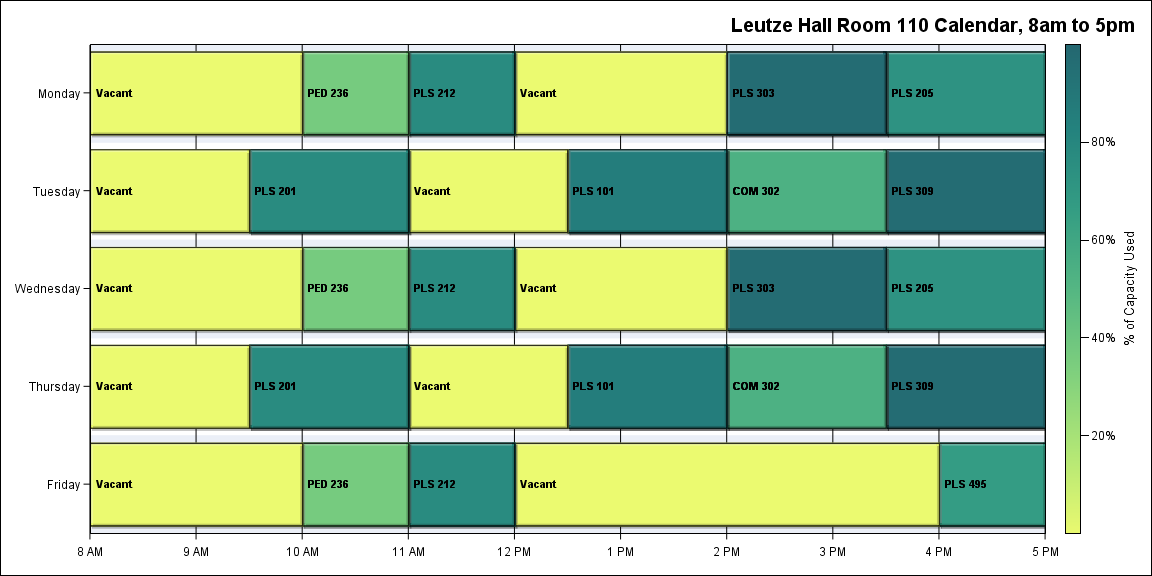 Leutze Hall Room 110 Calendar, 8am to 5pm
Monday
Vacant
PED 236
PLS 212
Vacant
PLS 303
PLS 205
Tuesday
Vacant
PLS 201
Vacant
PLS 101
COM 302
PLS 309
Wednesday
Vacant
PED 236
PLS 212
Vacant
PLS 303
PLS 205
Thursday
Vacant
PLS 201
Vacant
PLS 101
COM 302
PLS 309
Friday
Vacant
PED 236
PLS 212
Vacant
PLS 495
8 AM
9 AM
10 AM
11 AM
12 PM
1 PM
2 PM
3 PM
4 PM
5 PM
80%
60%
40%
20%
% of Capacity Used